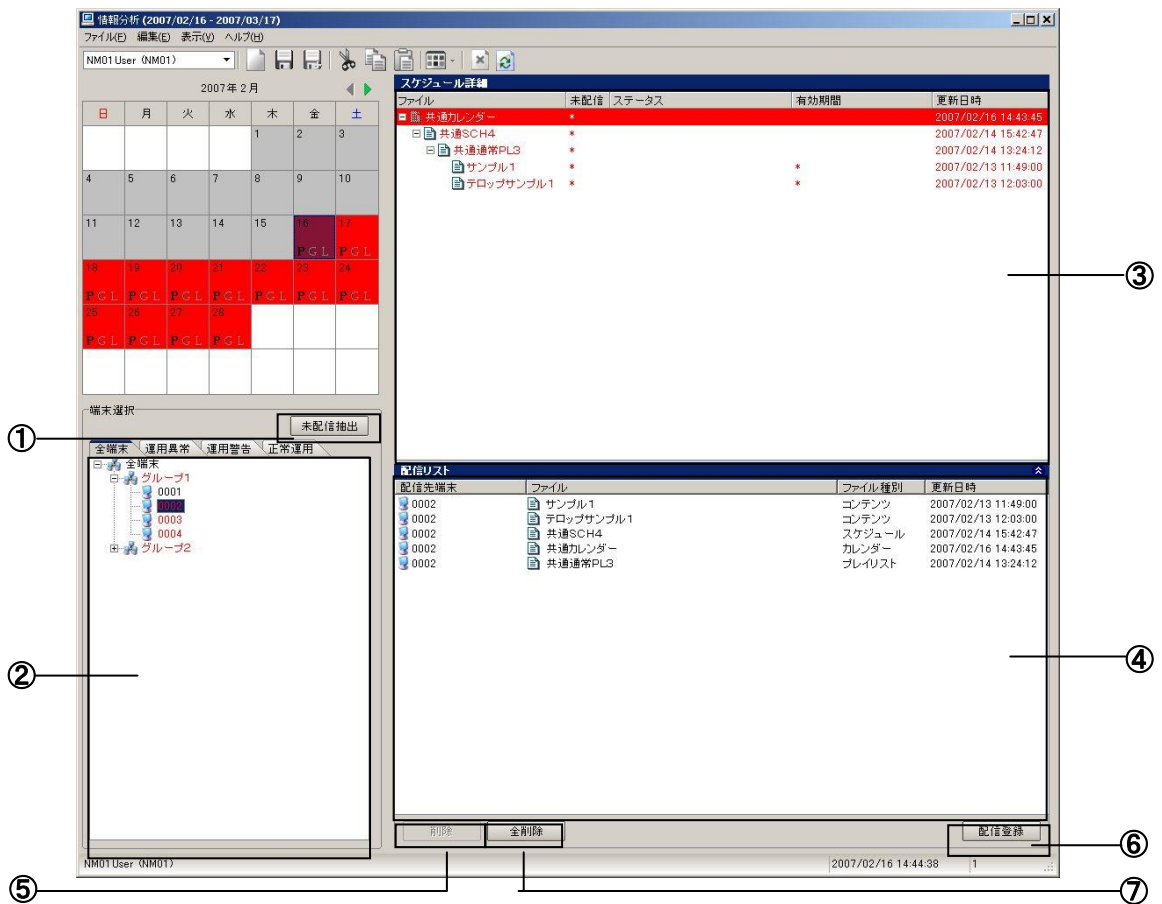 情報分析 (2007/02/16 - 2007/03/17)
ファイル(F) 編集(E) 表示(V) ヘルプ(H)
NM01User (NM01)
2007年 2月
日 月 火 水 木 金 土
1 2 3
4 5 6 7 8 9 10
11 12 13 14 15 16 17
P G L P G L
18 19 20 21 22 23 24
P G L P G L P G L P G L P G L P G L P G L
25 26 27 28
P G L P G L P G L P G L
スケジュール詳細
ファイル 未配信 ステータス 有効期間 更新日時
共通カレンダー * 2007/02/16 14:43:45
共通SCH4 * 2007/02/14 15:42:47
共通通常PL3 * 2007/02/14 13:24:12
サンプル1 * * 2007/02/13 11:49:00
テロップサンプル1 * * 2007/02/13 12:03:00
③
端末選択
未配信抽出
①
全端末 運用異常 運用警告 正常運用
全端末
グループ1
0001
0002
0003
0004
グループ2
②
配信リスト
配信先端末 ファイル ファイル種別 更新日時
0002 サンプル1 コンテンツ 2007/02/13 11:49:00
0002 テロップサンプル1 コンテンツ 2007/02/13 12:03:00
0002 共通SCH4 スケジュール 2007/02/14 15:42:47
0002 共通カレンダー カレンダー 2007/02/16 14:43:45
0002 共通通常PL3 プレイリスト 2007/02/14 13:24:12
④
削除 全削除 配信登録
⑥
NM01User (NM01) 2007/02/16 14:44:38 1
⑤ ⑦